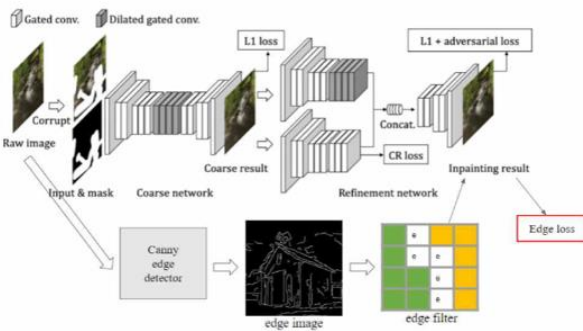 Gated conv. Dilated gated conv.
L1 loss
L1 + adversarial loss
Corrupt
Raw image
Concat.
Coarse result
CR loss
Input & mask
Coarse network
Refinement network
Inpainting result
Canny
edge
detector
e
e e
e
e
Edge loss
edge image
edge filter